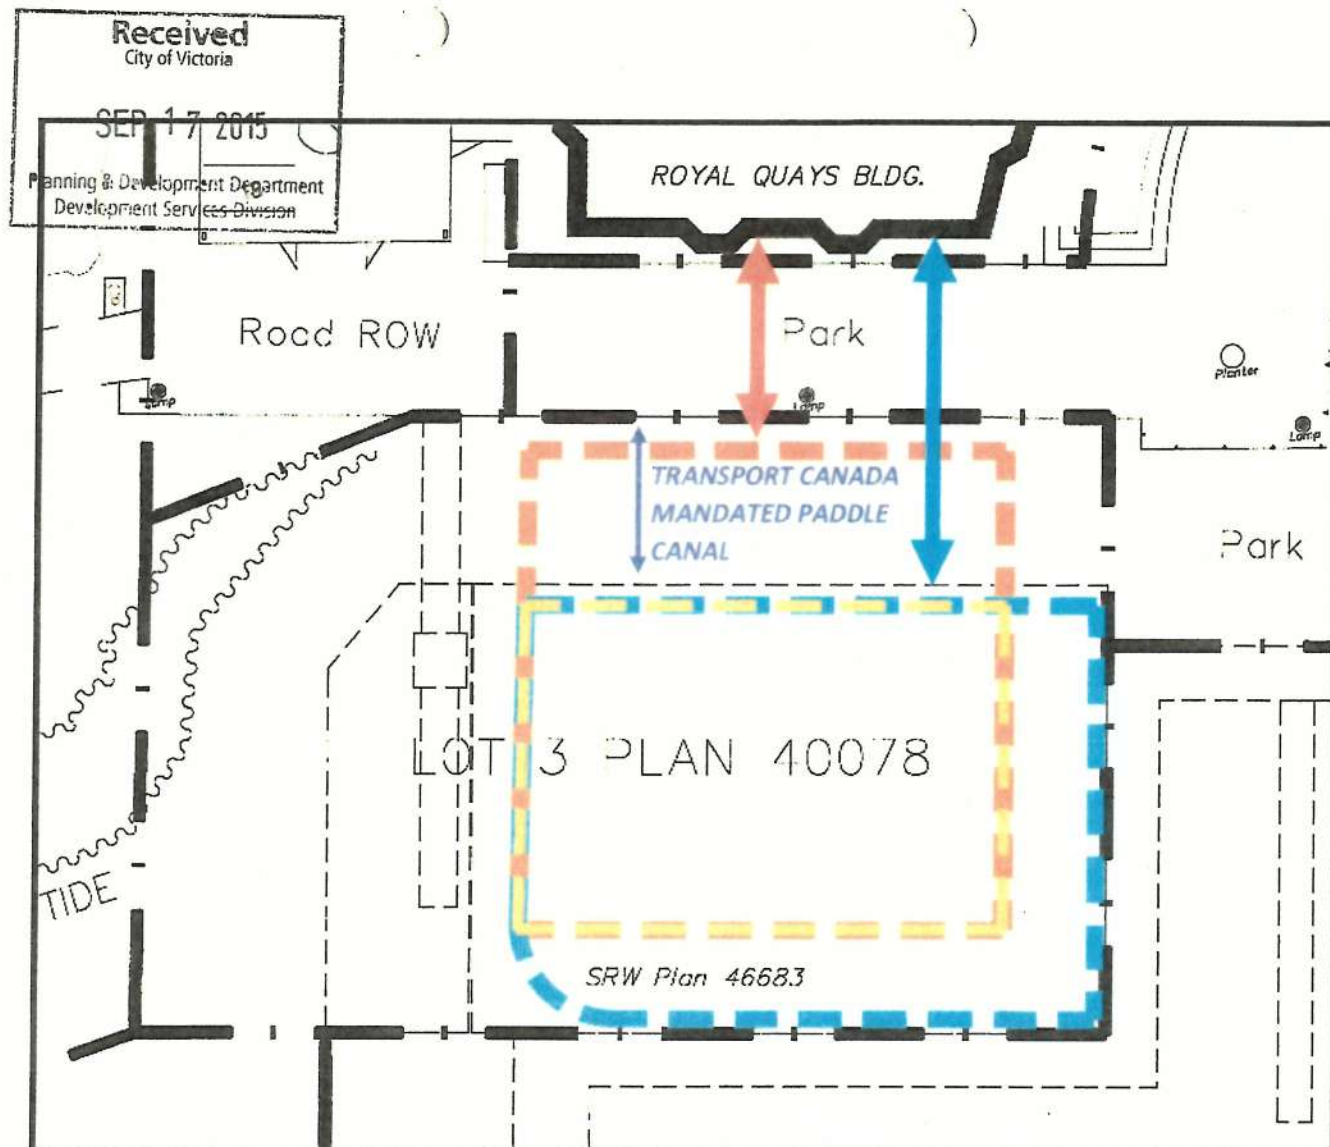 Received
City of Victoria
SEP 17 2015
Planning & Development Department
Development Services Division
ROYAL QUAYS BLDG.
Road ROW
Park
Planter
Lamp
Lamp
Lamp
TRANSPORT CANADA
MANDATED PADDLE
CANAL
Park
LOT 3 PLAN 40078
TIDE
SRW Plan 46683